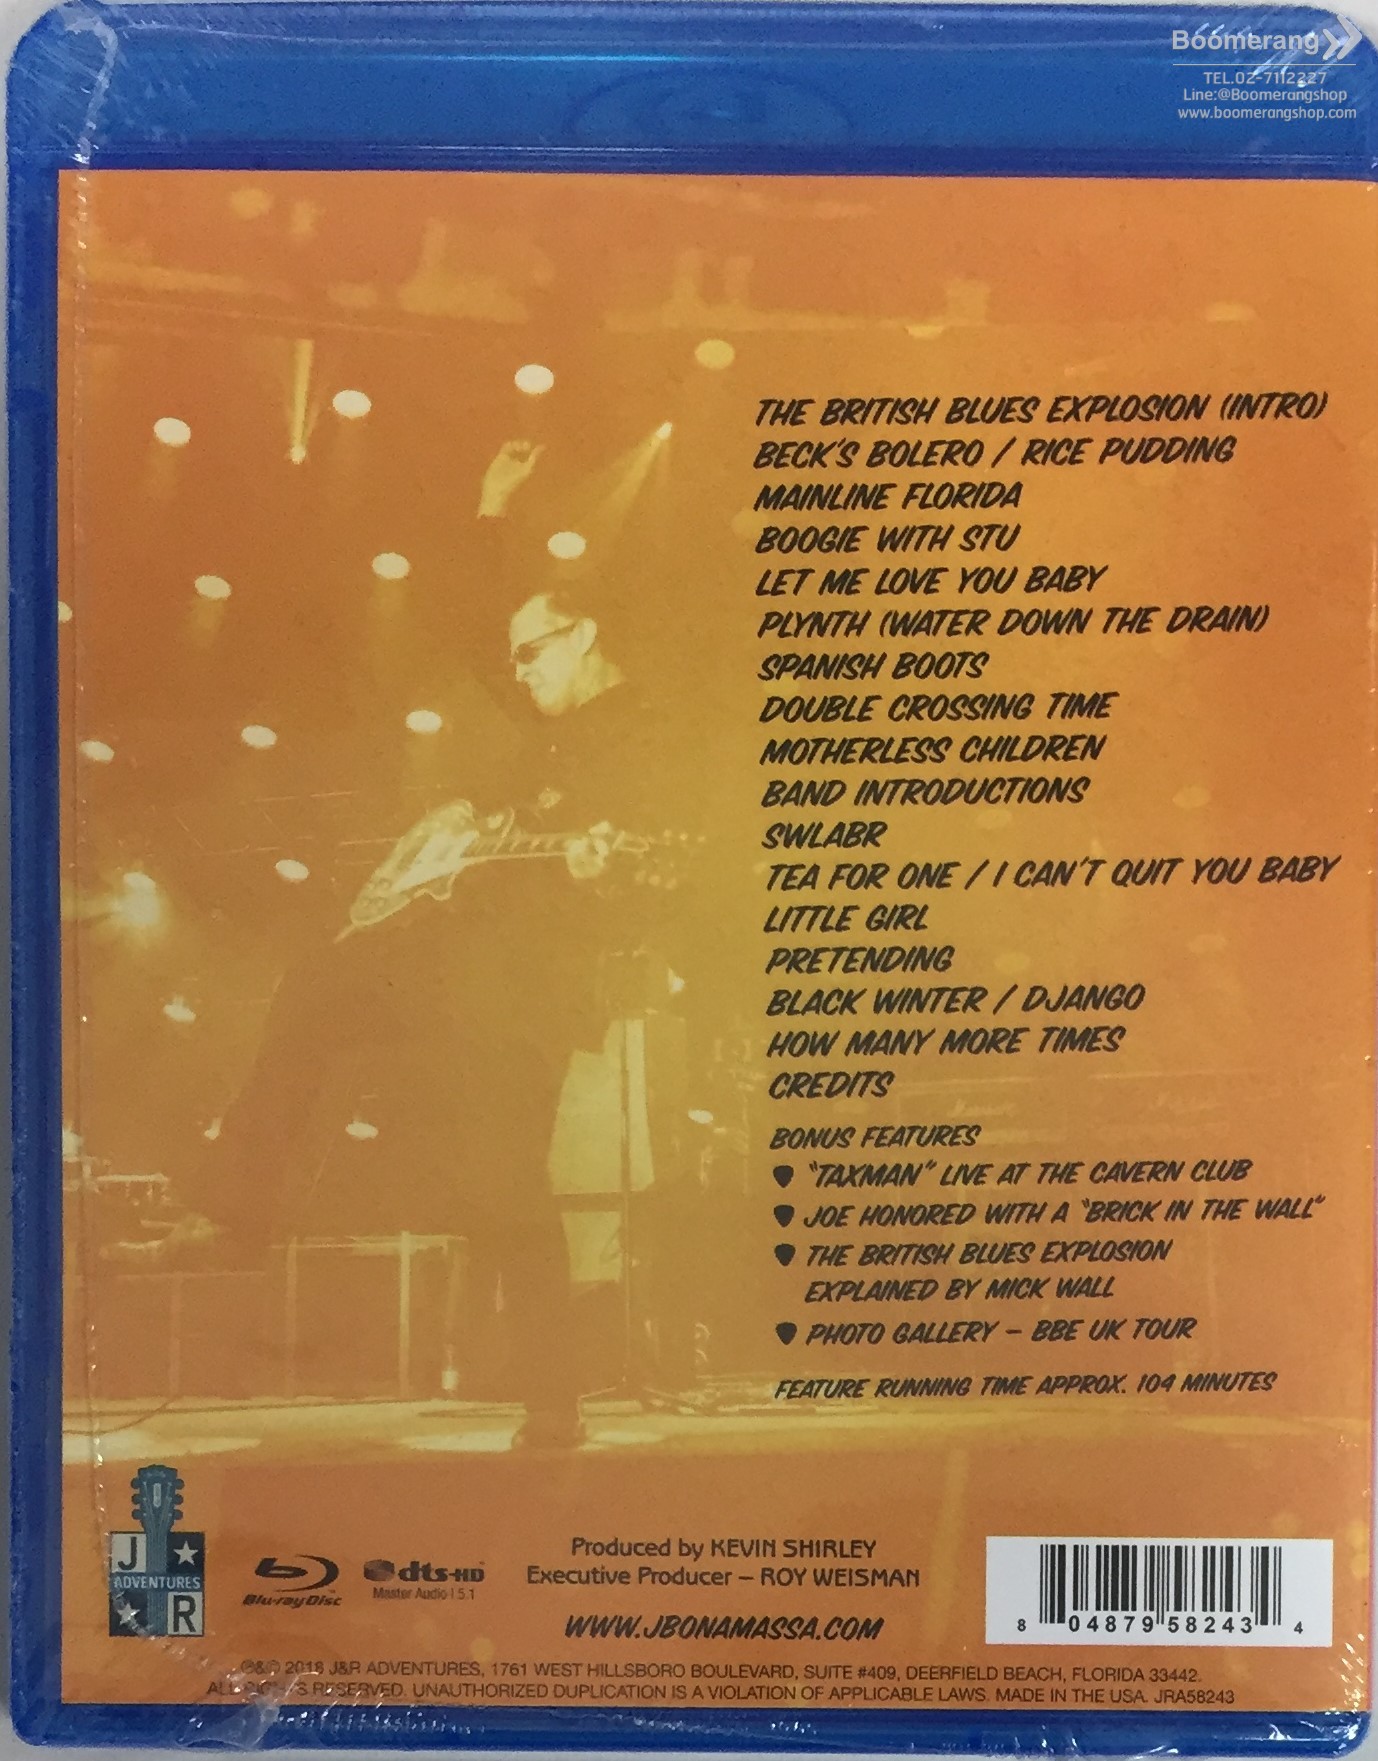 Boomerang
TEL.02-7112227
Line:@Boomerangshop
www.boomerangshop.com
THE BRITISH BLUES EXPLOSION (INTRO)
BECK'S BOLERO / RICE PUDDING
MAINLINE FLORIDA
BOOGIE WITH STU
LET ME LOVE YOU BABY
PLYNTH (WATER DOWN THE DRAIN)
SPANISH BOOTS
DOUBLE CROSSING TIME
MOTHERLESS CHILDREN
BAND INTRODUCTIONS
SWLABR
TEA FOR ONE / I CAN'T QUIT YOU BABY
LITTLE GIRL
PRETENDING
BLACK WINTER / DJANGO
HOW MANY MORE TIMES
CREDITS
BONUS FEATURES
"TAXMAN" LIVE AT THE CAVERN CLUB
JOE HONORED WITH A "BRICK IN THE WALL"
THE BRITISH BLUES EXPLOSION
EXPLAINED BY MICK WALL
PHOTO GALLERY – BBE UK TOUR
FEATURE RUNNING TIME APPROX. 104 MINUTES
J
ADVENTURES
R
Blu-ray Disc
dts-HD
Master Audio | 5.1
Produced by KEVIN SHIRLEY
Executive Producer – ROY WEISMAN
WWW.JBONAMASSA.COM
8 04879 58243 4
℗&© 2018 J&R ADVENTURES, 1761 WEST HILLSBORO BOULEVARD, SUITE #409, DEERFIELD BEACH, FLORIDA 33442.
ALL RIGHTS RESERVED. UNAUTHORIZED DUPLICATION IS A VIOLATION OF APPLICABLE LAWS. MADE IN THE USA. JRA58243